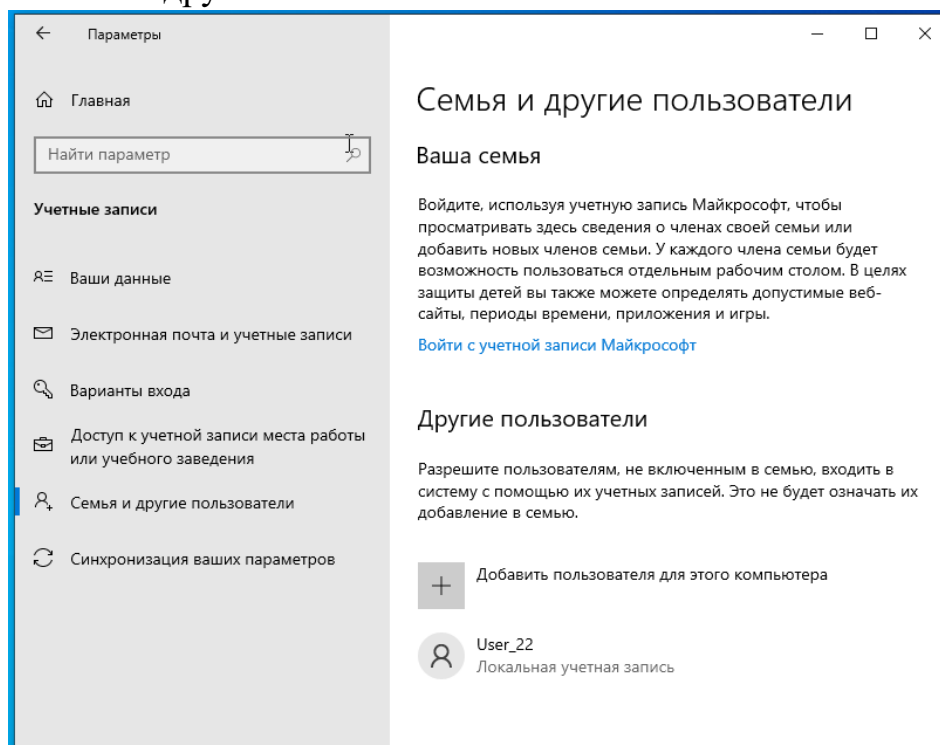 Параметры
Главная
Найти параметр
Учетные записи
Ваши данные
Электронная почта и учетные записи
Варианты входа
Доступ к учетной записи места работы
или учебного заведения
Семья и другие пользователи
Синхронизация ваших параметров
Семья и другие пользователи
Ваша семья
Войдите, используя учетную запись Майкрософт, чтобы
просматривать здесь сведения о членах своей семьи или
добавить новых членов семьи. У каждого члена семьи будет
возможность пользоваться отдельным рабочим столом. В целях
защиты детей вы также можете определять допустимые веб-
сайты, периоды времени, приложения и игры.
Войти с учетной записи Майкрософт
Другие пользователи
Разрешите пользователям, не включенным в семью, входить в
систему с помощью их учетных записей. Это не будет означать их
добавление в семью.
Добавить пользователя для этого компьютера
User_22
Локальная учетная запись